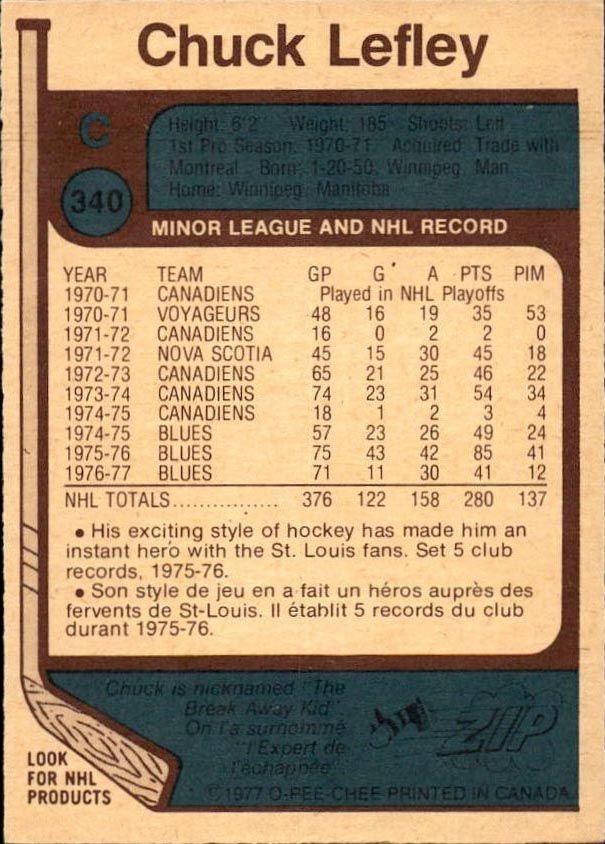 Chuck Lefley
C
Height: 6'2" Weight: 185 Shoots: Left
1st Pro Season: 1970-71 Acquired: Trade with
Montreal Born: 1-20-50, Winnipeg, Man.
Home: Winnipeg, Manitoba
340
MINOR LEAGUE AND NHL RECORD
YEAR TEAM GP G A PTS PIM
1970-71 CANADIENS Played in NHL Playoffs
1970-71 VOYAGEURS 48 16 19 35 53
1971-72 CANADIENS 16 0 2 2 0
1971-72 NOVA SCOTIA 45 15 30 45 18
1972-73 CANADIENS 65 21 25 46 22
1973-74 CANADIENS 74 23 31 54 34
1974-75 CANADIENS 18 1 2 3 4
1974-75 BLUES 57 23 26 49 24
1975-76 BLUES 75 43 42 85 41
1976-77 BLUES 71 11 30 41 12
NHL TOTALS................. 376 122 158 280 137
• His exciting style of hockey has made him an
instant hero with the St. Louis fans. Set 5 club
records, 1975-76.
• Son style de jeu en a fait un héros auprès des
fervents de St-Louis. Il établit 5 records du club
durant 1975-76.
Chuck is nicknamed "The
Break Away Kid".
On l'a surnommé
"l'Expert de
l'échappée".
ZIP
LOOK
FOR NHL
PRODUCTS
©1977 O-PEE-CHEE PRINTED IN CANADA